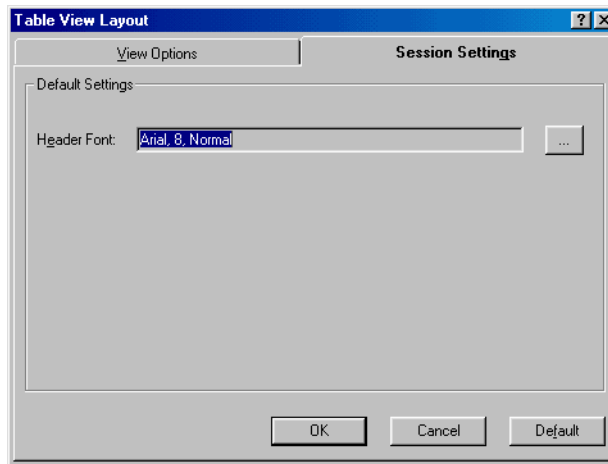 Table View Layout
View Options
Session Settings
Default Settings
Header Font: Arial, 8, Normal ...
OK Cancel Default